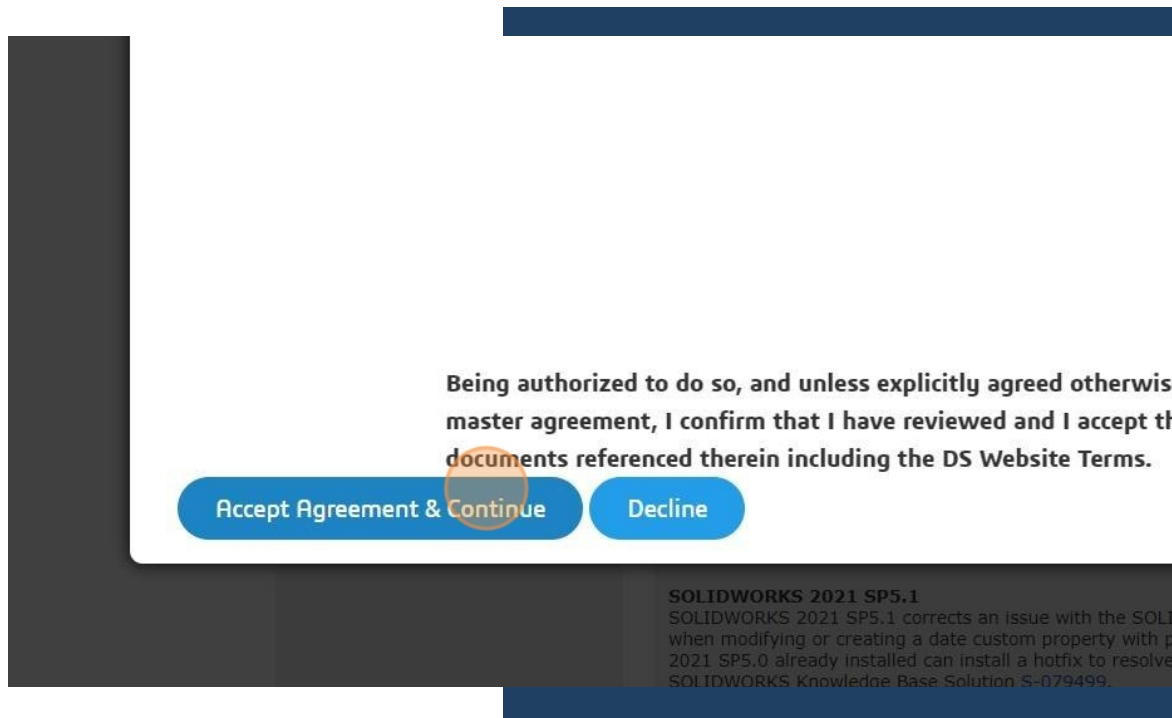 Being authorized to do so, and unless explicitly agreed otherwis
master agreement, I confirm that I have reviewed and I accept th
documents referenced therein including the DS Website Terms.
Accept Agreement & Continue
Decline
SOLIDWORKS 2021 SP5.1
SOLIDWORKS 2021 SP5.1 corrects an issue with the SOLI
when modifying or creating a date custom property with p
2021 SP5.0 already installed can install a hotfix to resolve
SOLIDWORKS Knowledge Base Solution S-079499.